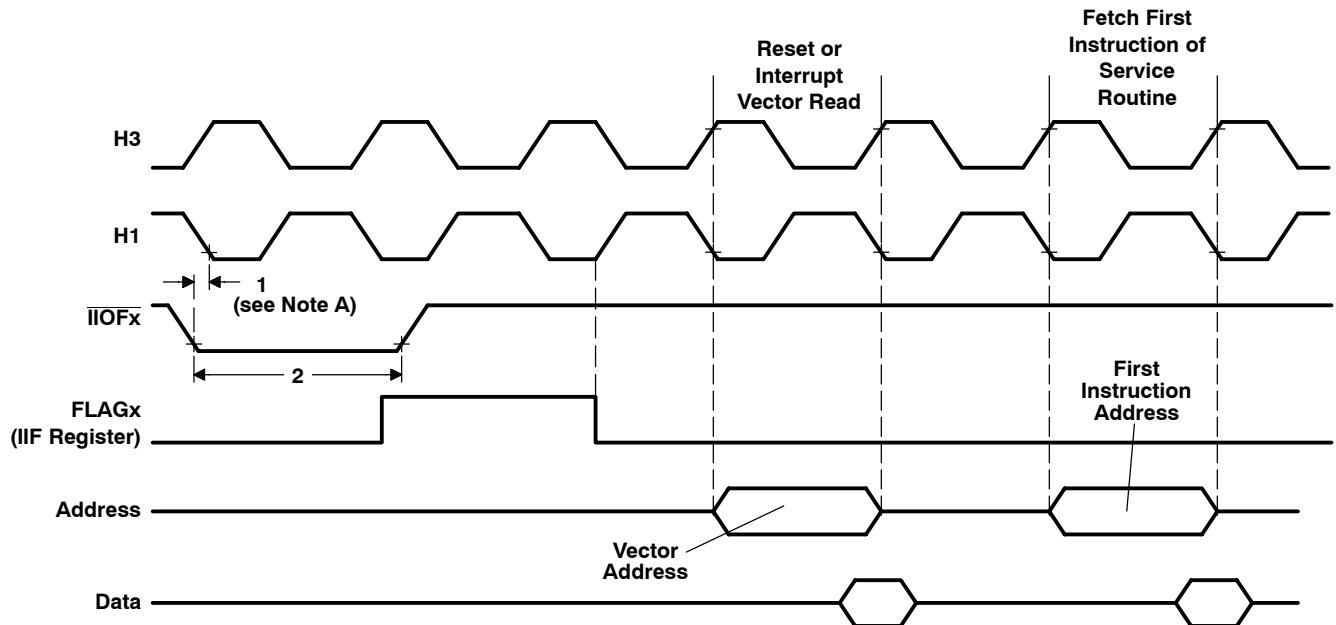 Reset or
Interrupt
Vector Read
Fetch First
Instruction of
Service
Routine
H3
H1
1
(see Note A)
IIOFx
2
FLAGx
(IIF Register)
First
Instruction
Address
Address
Vector
Address
Data